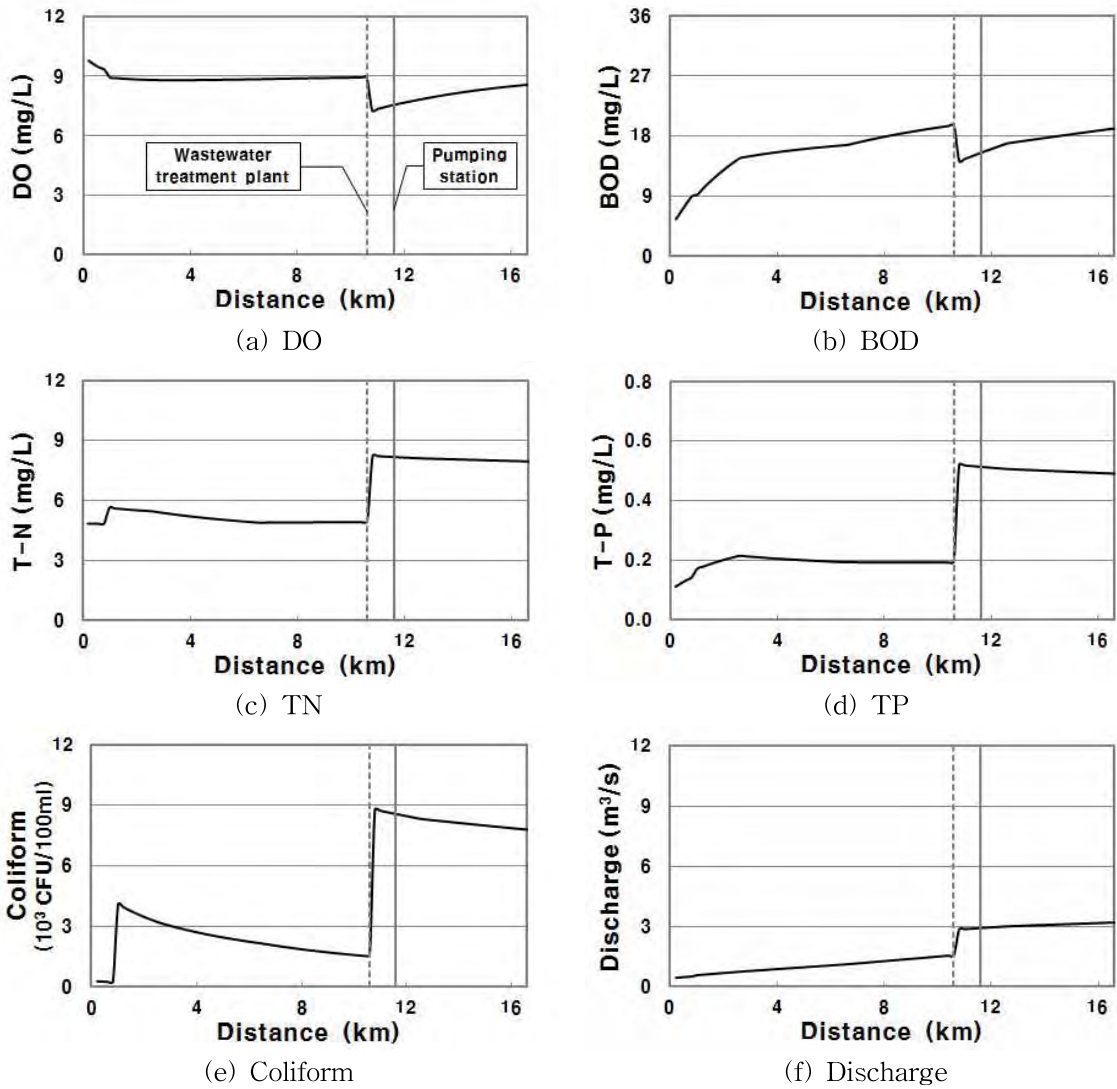 12
9
6
3
0
DO (mg/L)
Wastewater
treatment plant
Pumping
station
0 4 8 12 16
Distance (km)
(a) DO
36
27
18
9
0
BOD (mg/L)
0 4 8 12 16
Distance (km)
(b) BOD
12
9
6
3
0
T-N (mg/L)
0 4 8 12 16
Distance (km)
(c) TN
0.8
0.6
0.4
0.2
0.0
T-P (mg/L)
0 4 8 12 16
Distance (km)
(d) TP
12
9
6
3
0
Coliform
(10³ CFU/100ml)
0 4 8 12 16
Distance (km)
(e) Coliform
12
9
6
3
0
Discharge (m³/s)
0 4 8 12 16
Distance (km)
(f) Discharge